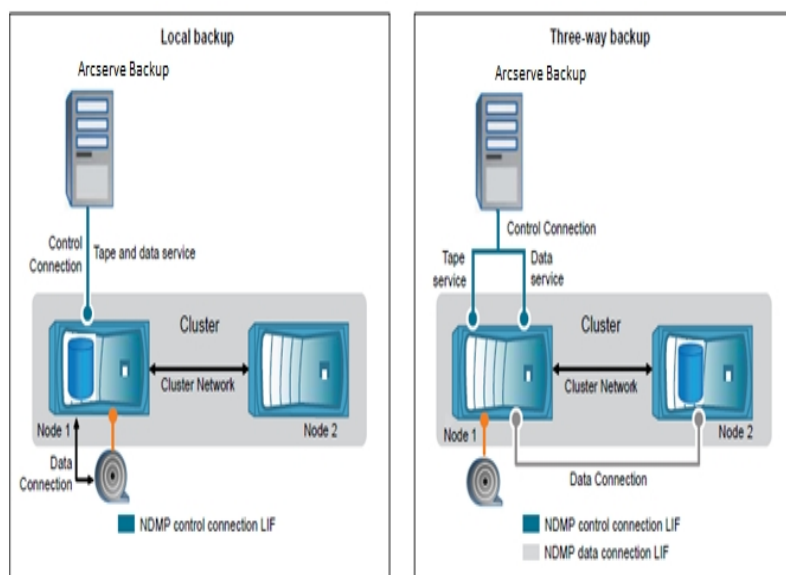 Local backup
Arcserve Backup
Control
Connection
Tape and data service
Cluster
Cluster Network
Node 1
Node 2
Data
Connection
NDMP control connection LIF
Three-way backup
Arcserve Backup
Control Connection
Tape
service
Data
service
Cluster
Cluster Network
Node 1
Node 2
Data Connection
NDMP control connection LIF
NDMP data connection LIF